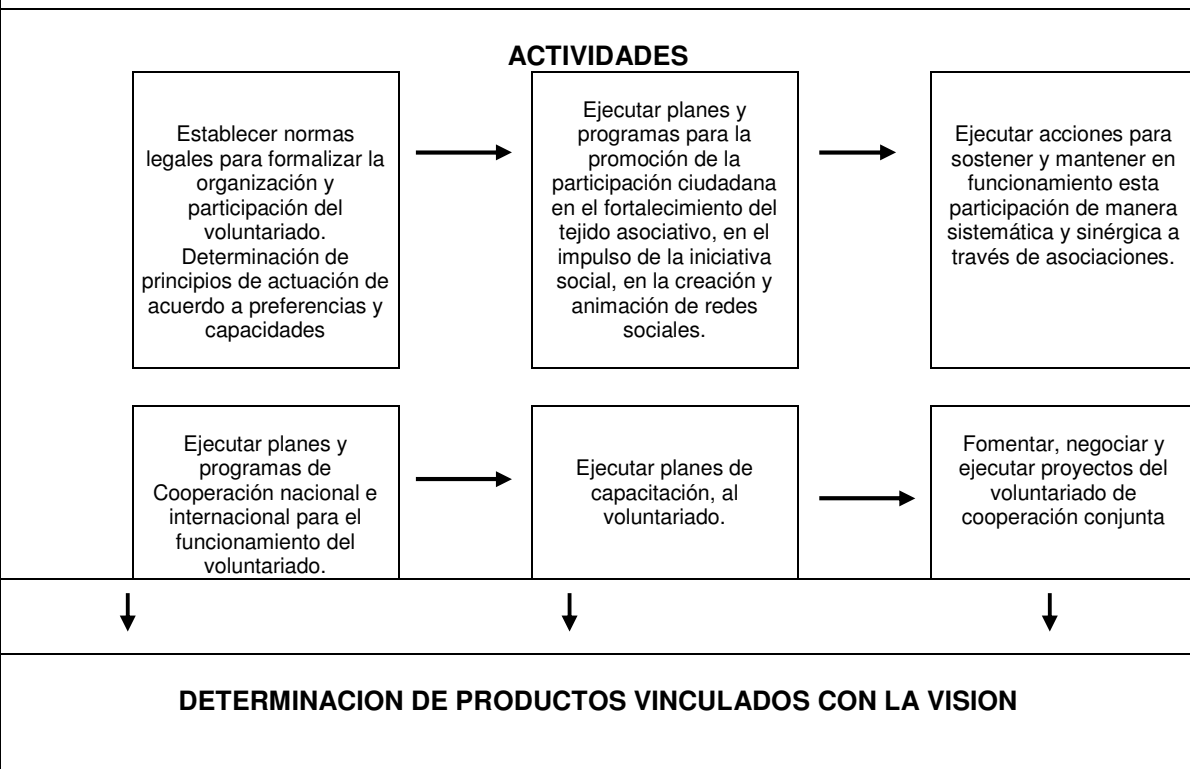 ACTIVIDADES
Establecer normas
legales para formalizar la
organización y
participación del
voluntariado.
Determinación de
principios de actuación de
acuerdo a preferencias y
capacidades
Ejecutar planes y
programas para la
promoción de la
participación ciudadana
en el fortalecimiento del
tejido asociativo, en el
impulso de la iniciativa
social, en la creación y
animación de redes
sociales.
Ejecutar acciones para
sostener y mantener en
funcionamiento esta
participación de manera
sistemática y sinérgica a
través de asociaciones.
Ejecutar planes y
programas de
Cooperación nacional e
internacional para el
funcionamiento del
voluntariado.
Ejecutar planes de
capacitación, al
voluntariado.
Fomentar, negociar y
ejecutar proyectos del
voluntariado de
cooperación conjunta
DETERMINACION DE PRODUCTOS VINCULADOS CON LA VISION